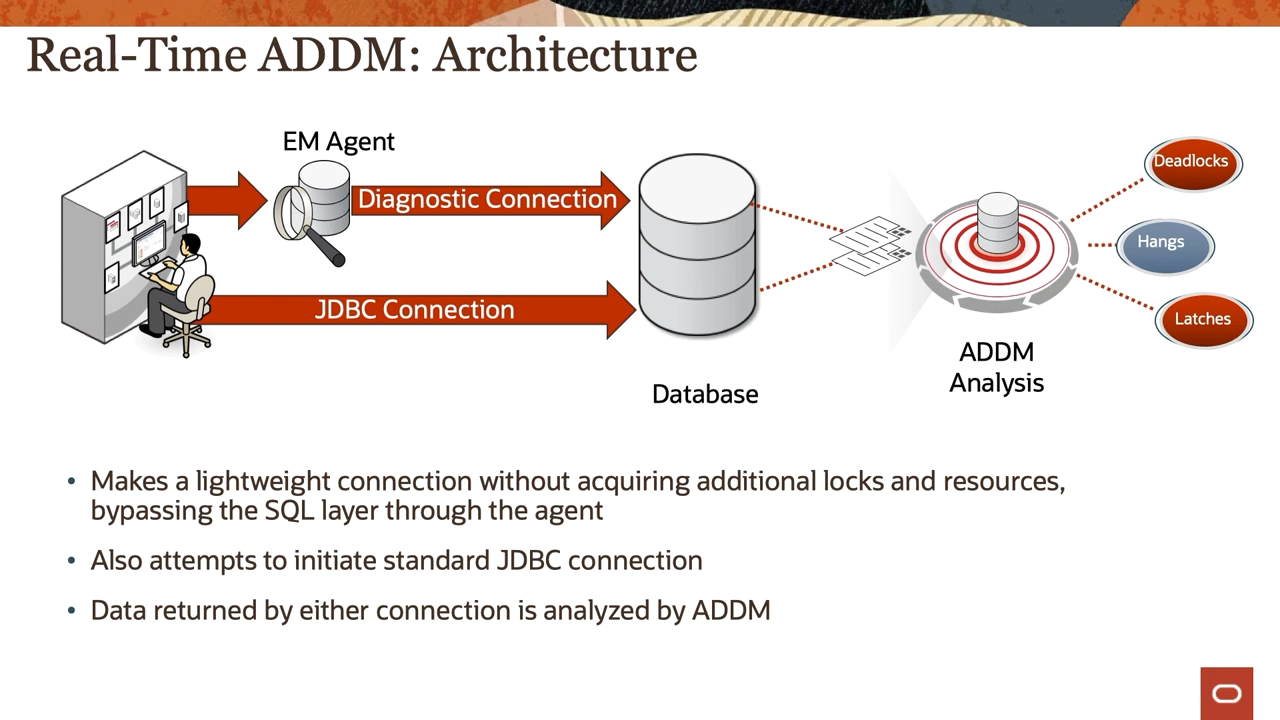 Real-Time ADDM: Architecture
EM Agent
Diagnostic Connection
JDBC Connection
Database
ADDM
Analysis
Deadlocks
Hangs
Latches
• Makes a lightweight connection without acquiring additional locks and resources,
bypassing the SQL layer through the agent
• Also attempts to initiate standard JDBC connection
• Data returned by either connection is analyzed by ADDM